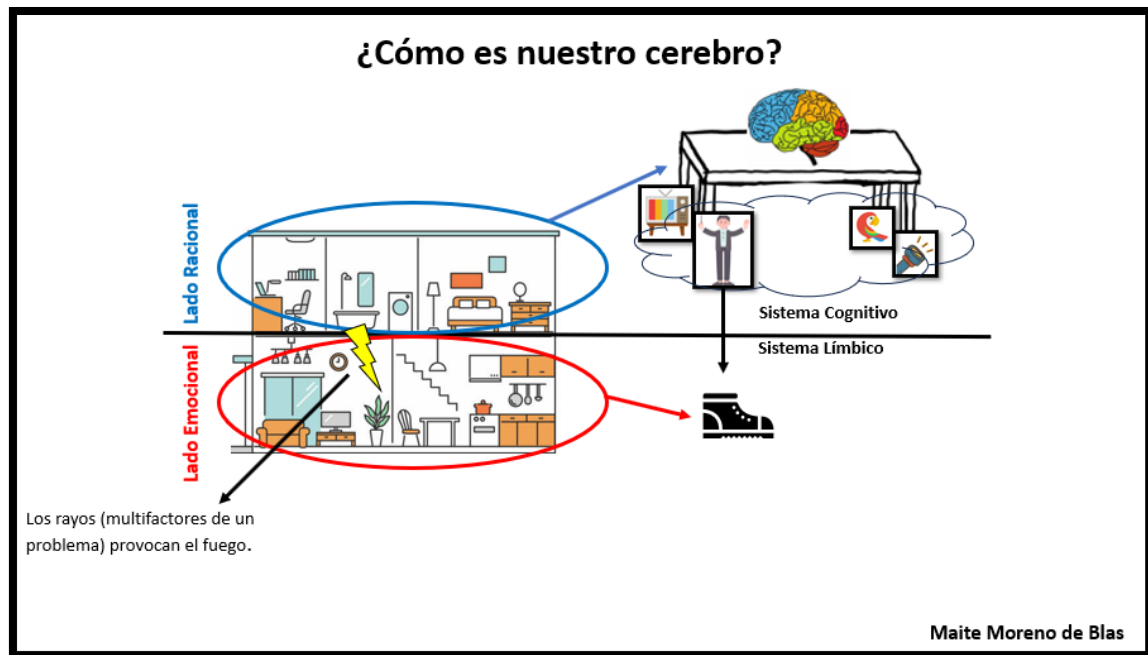 ¿Cómo es nuestro cerebro?
Lado Racional
Sistema Cognitivo
Sistema Límbico
Lado Emocional
Los rayos (multifactores de un
problema) provocan el fuego.
Maite Moreno de Blas